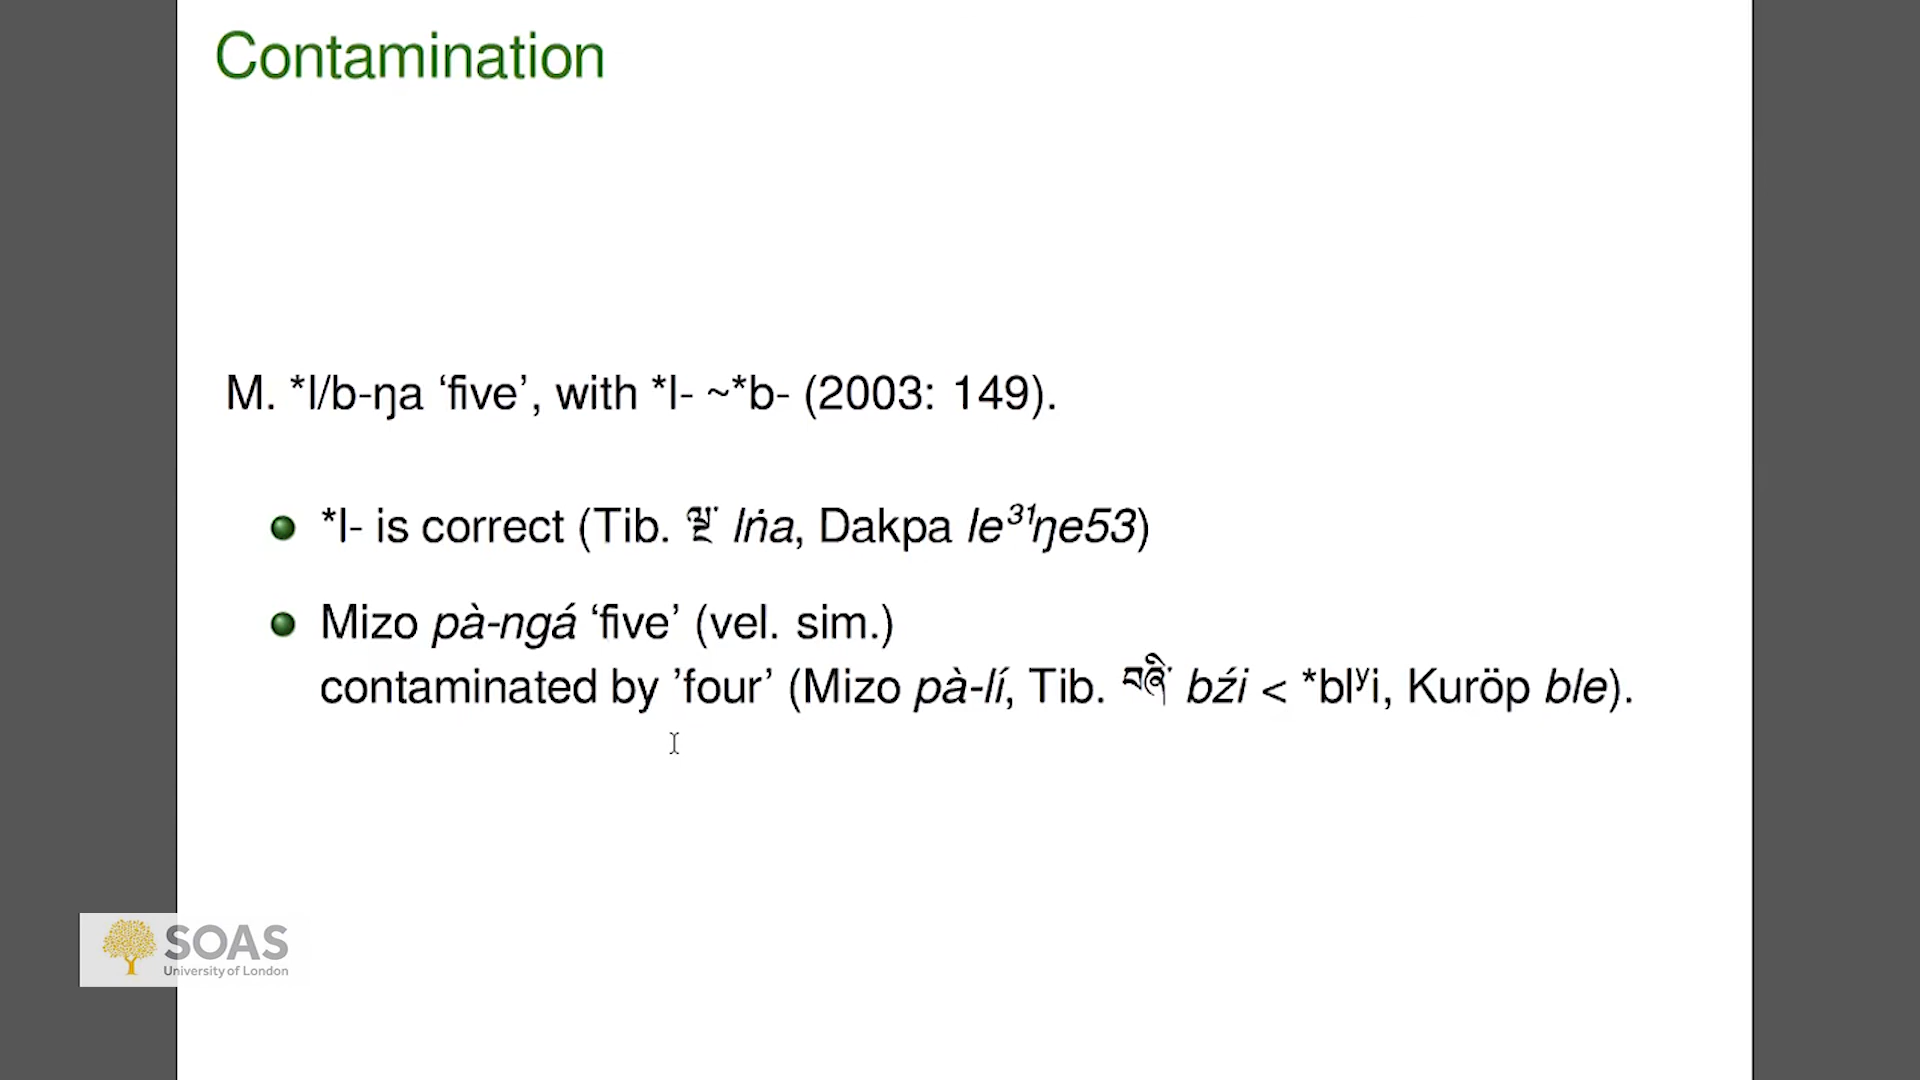 Contamination
M. *l/b-ŋa ‘five’, with *l- ~*b- (2003: 149).
*l- is correct (Tib. ལྔ་ lṅa, Dakpa le³¹ŋe53)
Mizo pà-ngá ‘five’ (vel. sim.)
contaminated by ’four’ (Mizo pà-lí, Tib. བཞི་ bźi < *blʸi, Kuröp ble).
SOAS
University of London